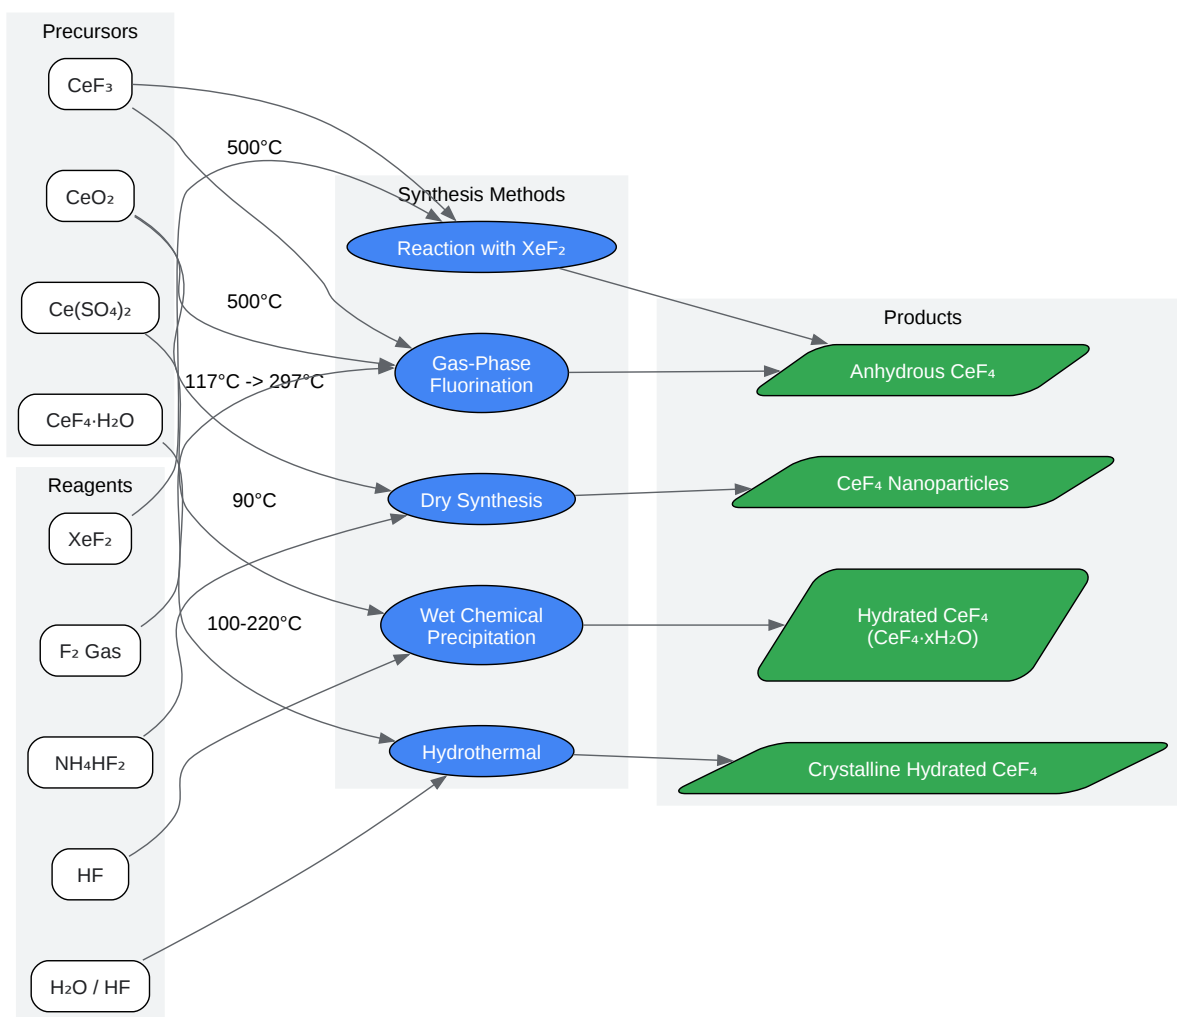 Precursors
CeF₃
CeO₂
Ce(SO₄)₂
CeF₄·H₂O
Reagents
XeF₂
F₂ Gas
NH₄HF₂
HF
H₂O / HF
500°C
500°C
117°C -> 297°C
90°C
100-220°C
Synthesis Methods
Reaction with XeF₂
Gas-Phase
Fluorination
Dry Synthesis
Wet Chemical
Precipitation
Hydrothermal
Products
Anhydrous CeF₄
CeF₄ Nanoparticles
Hydrated CeF₄
(CeF₄·xH₂O)
Crystalline Hydrated CeF₄